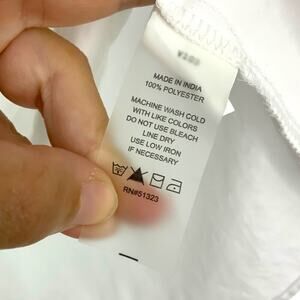 MADE IN INDIA
100% POLYESTER
MACHINE WASH COLD
WITH LIKE COLORS
DO NOT USE BLEACH
LINE DRY
USE LOW IRON
IF NECESSARY
RN#51323